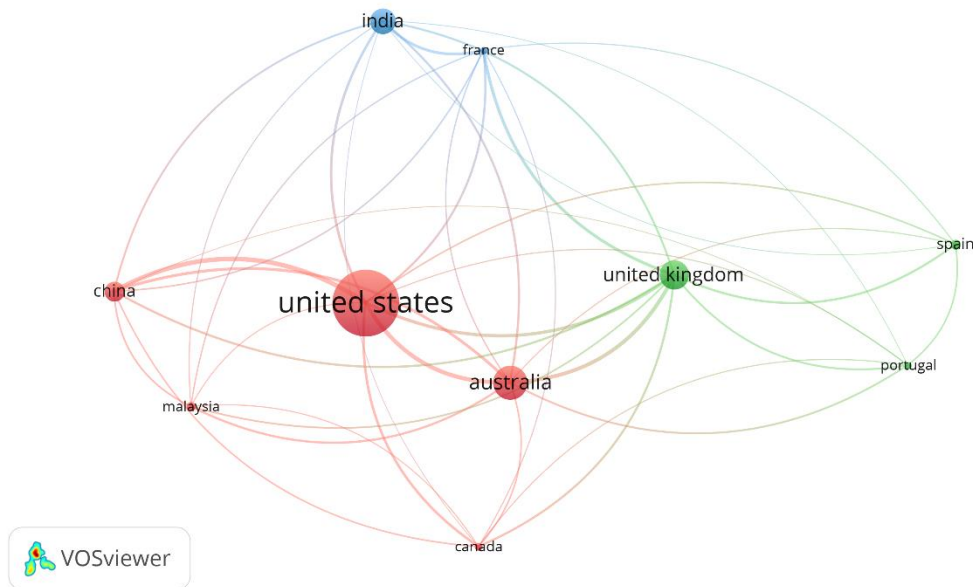 india
france
spain
united kingdom
china
united states
portugal
australia
malaysia
canada
VOSviewer